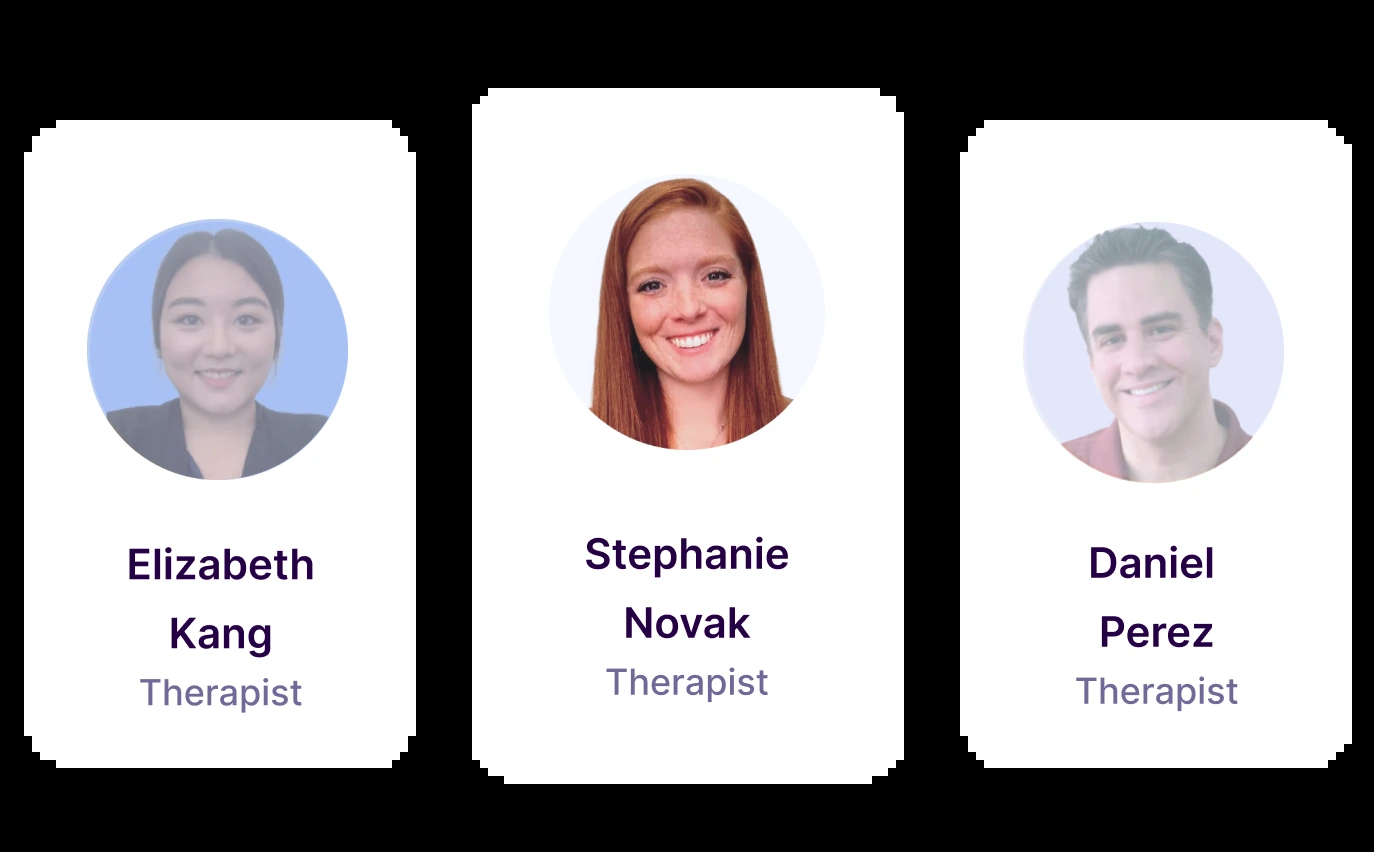 Elizabeth
Kang
Therapist
Stephanie
Novak
Therapist
Daniel
Perez
Therapist